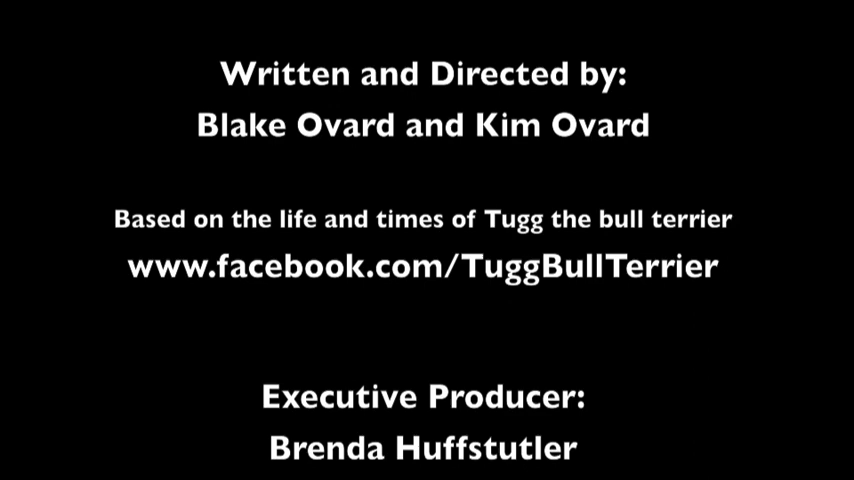 Written and Directed by:
Blake Ovard and Kim Ovard
Based on the life and times of Tugg the bull terrier
www.facebook.com/TuggBullTerrier
Executive Producer:
Brenda Huffstutler